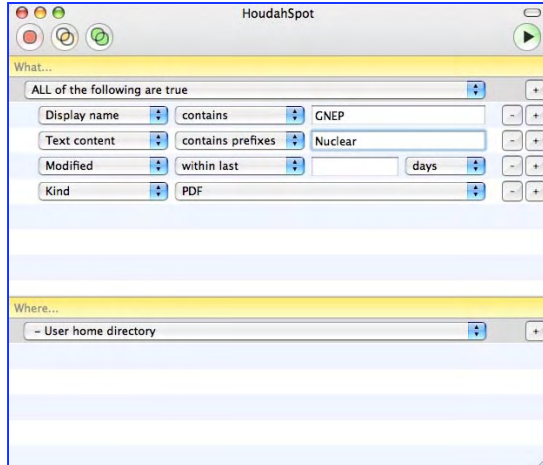 HoudahSpot
What...
ALL of the following are true +
Display name contains GNEP - +
Text content contains prefixes Nuclear - +
Modified within last days - +
Kind PDF - +
Where...
– User home directory +